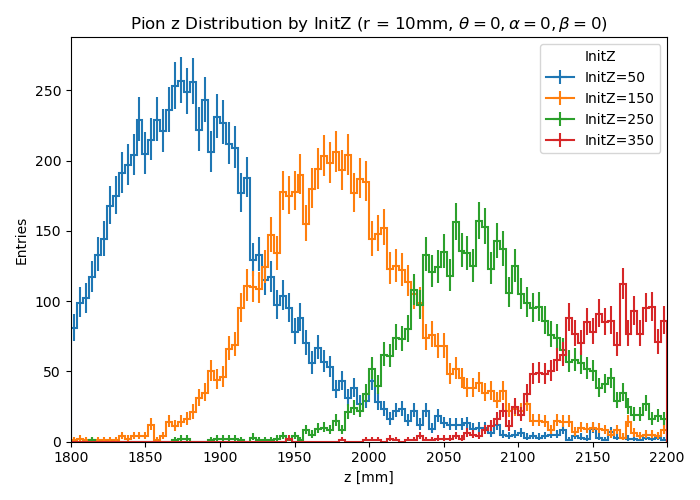 Pion z Distribution by InitZ (r = 10mm, θ = 0, α = 0, β = 0)
InitZ
InitZ=50
InitZ=150
InitZ=250
InitZ=350
Entries
250
200
150
100
50
0
1800 1850 1900 1950 2000 2050 2100 2150 2200
z [mm]